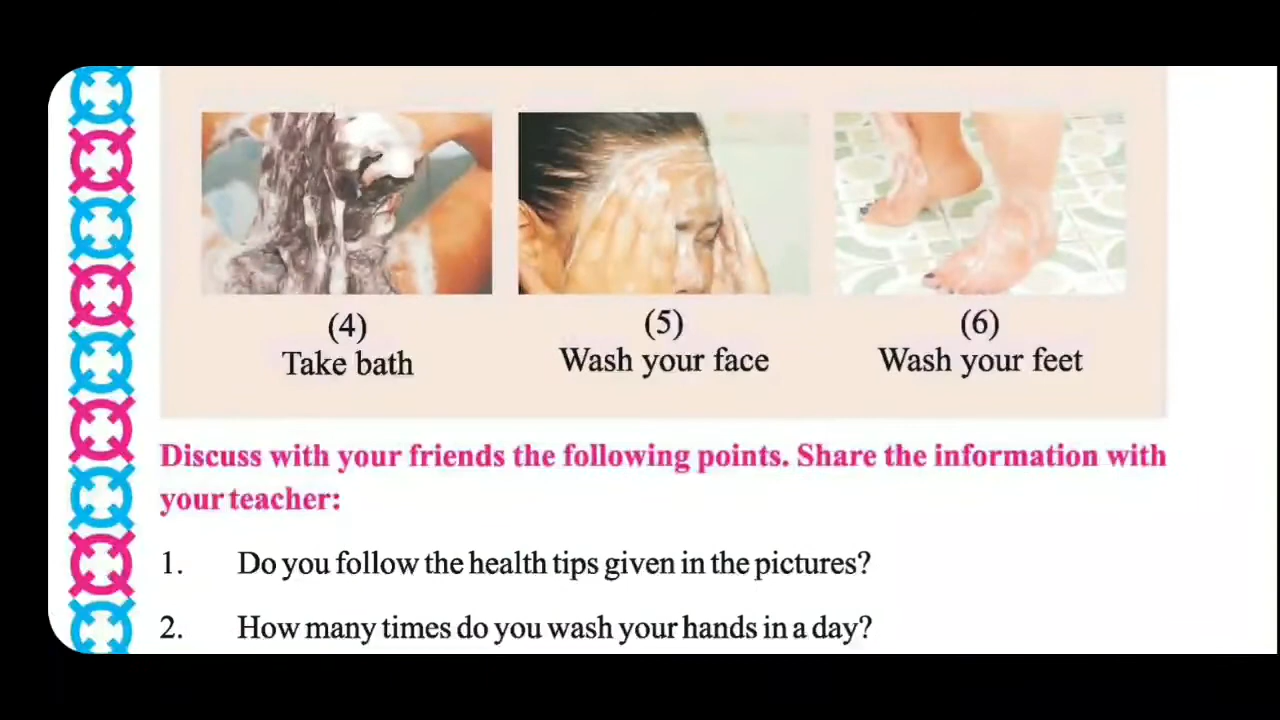 (4)
Take bath
(5)
Wash your face
(6)
Wash your feet
Discuss with your friends the following points. Share the information with
your teacher:
1. Do you follow the health tips given in the pictures?
2. How many times do you wash your hands in a day?